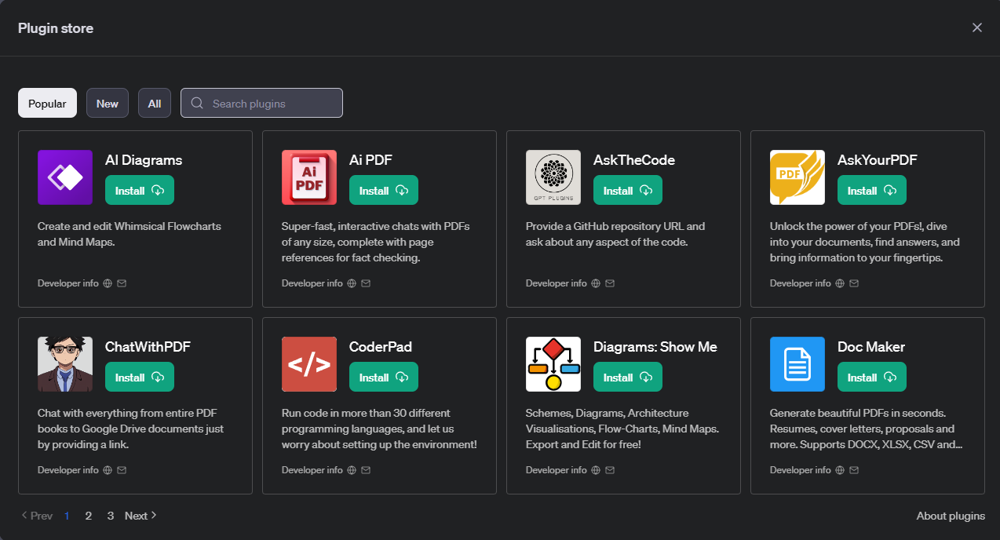 Plugin store
Popular
New
All
Search plugins
AI Diagrams
Install
Create and edit Whimsical Flowcharts
and Mind Maps.
Developer info
Ai
PDF
Ai PDF
Install
Super-fast, interactive chats with PDFs
of any size, complete with page
references for fact checking.
Developer info
GPT PLUGINS
AskTheCode
Install
Provide a GitHub repository URL and
ask about any aspect of the code.
Developer info
PDF
AskYourPDF
Install
Unlock the power of your PDFs!, dive
into your documents, find answers, and
bring information to your fingertips.
Developer info
ChatWithPDF
Install
Chat with everything from entire PDF
books to Google Drive documents just
by providing a link.
Developer info
</>
CoderPad
Install
Run code in more than 30 different
programming languages, and let us
worry about setting up the environment!
Developer info
Diagrams: Show Me
Install
Schemes, Diagrams, Architecture
Visualisations, Flow-Charts, Mind Maps.
Export and Edit for free!
Developer info
Doc Maker
Install
Generate beautiful PDFs in seconds.
Resumes, cover letters, proposals and
more. Supports DOCX, XLSX, CSV and...
Developer info
Prev 1 2 3 Next
About plugins